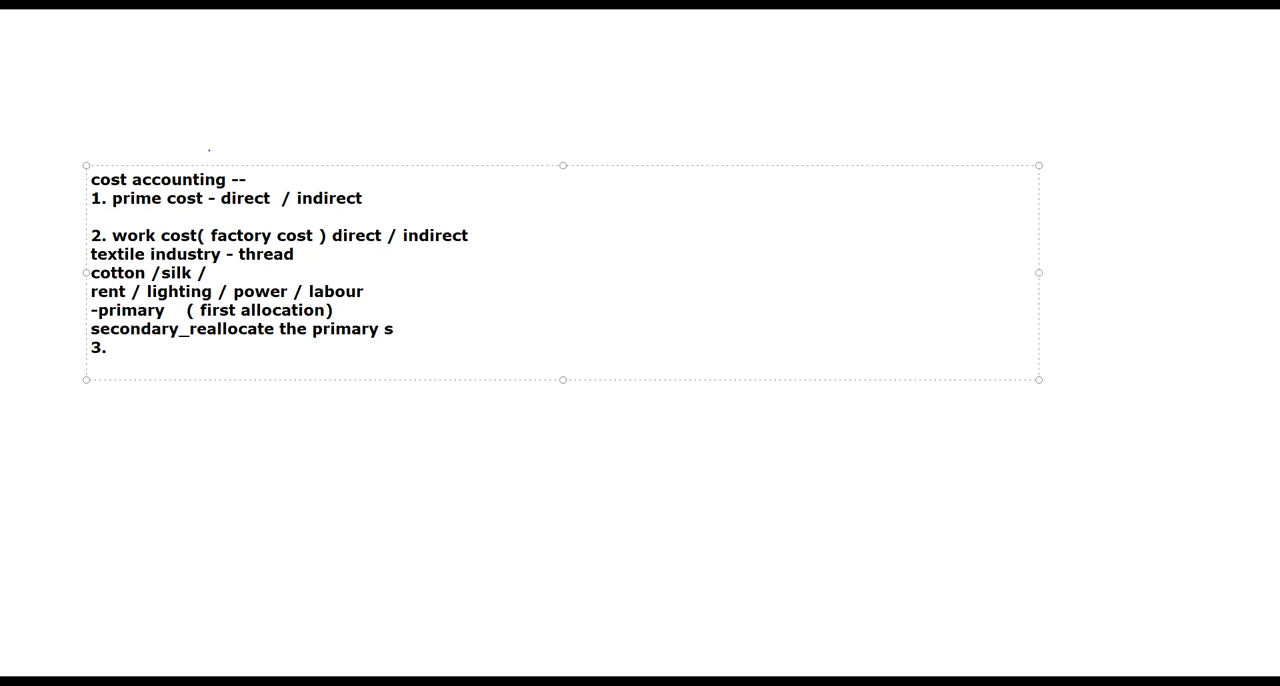 cost accounting --
1. prime cost - direct  / indirect
2. work cost( factory cost ) direct / indirect
textile industry - thread
cotton /silk /
rent / lighting / power / labour
-primary    ( first allocation)
secondary_reallocate the primary s
3.